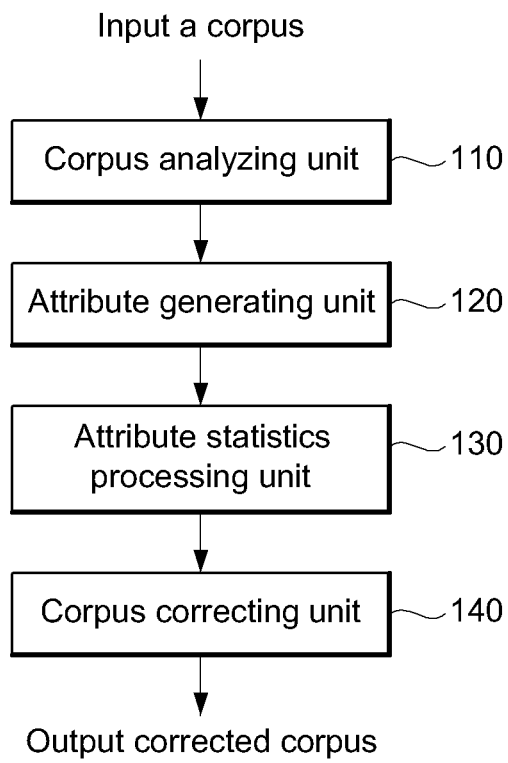 Input a corpus
Corpus analyzing unit 110
Attribute generating unit 120
Attribute statistics
processing unit 130
Corpus correcting unit 140
Output corrected corpus